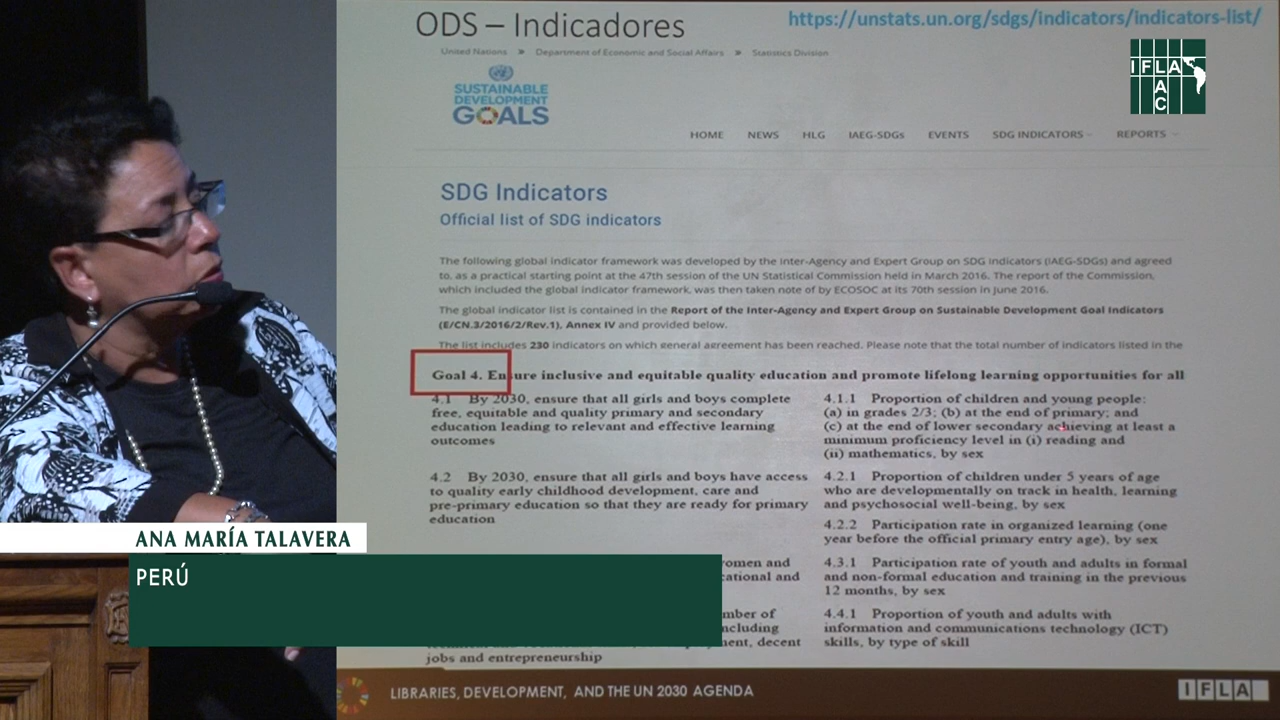 ODS – Indicadores
https://unstats.un.org/sdgs/indicators/indicators-list/
United Nations » Department of Economic and Social Affairs » Statistics Division
IFLA
LAC
SUSTAINABLE
DEVELOPMENT
GOALS
HOME NEWS HLG IAEG-SDGs EVENTS SDG INDICATORS REPORTS
SDG Indicators
Official list of SDG indicators
The following global indicator framework was developed by the Inter-Agency and Expert Group on SDG Indicators (IAEG-SDGs) and agreed
to, as a practical starting point at the 47th session of the UN Statistical Commission held in March 2016. The report of the Commission,
which included the global indicator framework, was then taken note of by ECOSOC at its 70th session in June 2016.
The global indicator list is contained in the Report of the Inter-Agency and Expert Group on Sustainable Development Goal Indicators
(E/CN.3/2016/2/Rev.1), Annex IV and provided below.
The list includes 230 indicators on which general agreement has been reached. Please note that the total number of indicators listed in the
Goal 4. Ensure inclusive and equitable quality education and promote lifelong learning opportunities for all
4.1 By 2030, ensure that all girls and boys complete
free, equitable and quality primary and secondary
education leading to relevant and effective learning
outcomes
4.1.1 Proportion of children and young people:
(a) in grades 2/3; (b) at the end of primary; and
(c) at the end of lower secondary achieving at least a
minimum proficiency level in (i) reading and
(ii) mathematics, by sex
4.2 By 2030, ensure that all girls and boys have access
to quality early childhood development, care and
pre-primary education so that they are ready for primary
education
4.2.1 Proportion of children under 5 years of age
who are developmentally on track in health, learning
and psychosocial well-being, by sex
4.2.2 Participation rate in organized learning (one
year before the official primary entry age), by sex
women and
4.3.1 Participation rate of youth and adults in formal
and non-formal education and training in the previous
12 months, by sex
4.4.1 Proportion of youth and adults with
information and communications technology (ICT)
skills, by type of skill
decent
jobs and entrepreneurship
ANA MARÍA TALAVERA
PERÚ
LIBRARIES, DEVELOPMENT, AND THE UN 2030 AGENDA
IFLA